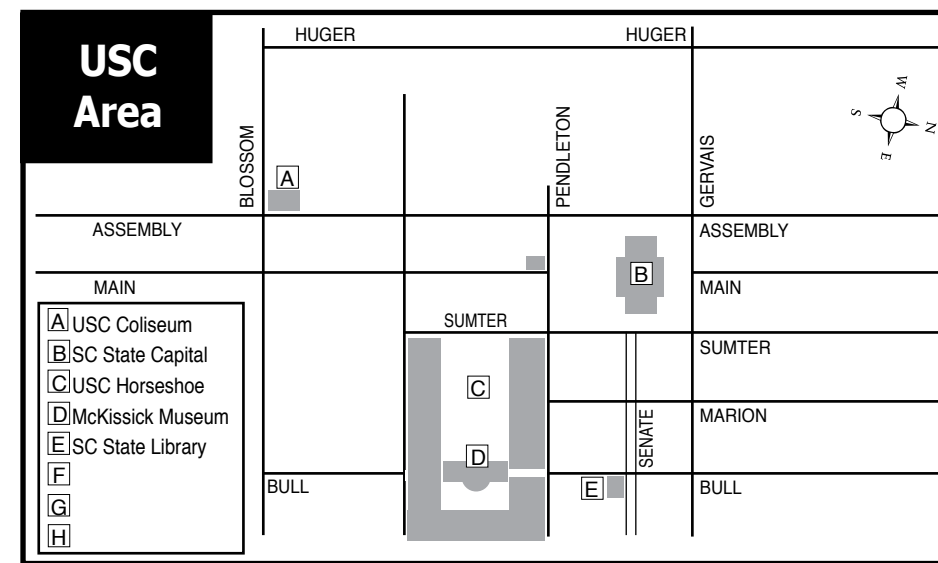 USC
Area
HUGER
HUGER
BLOSSOM
PENDLETON
GERVAIS
W
N
S
E
A
ASSEMBLY
ASSEMBLY
B
MAIN
MAIN
SUMTER
SUMTER
A USC Coliseum
B SC State Capital
C USC Horseshoe
D McKissick Museum
E SC State Library
F
G
H
C
MARION
SENATE
D
BULL
E
BULL